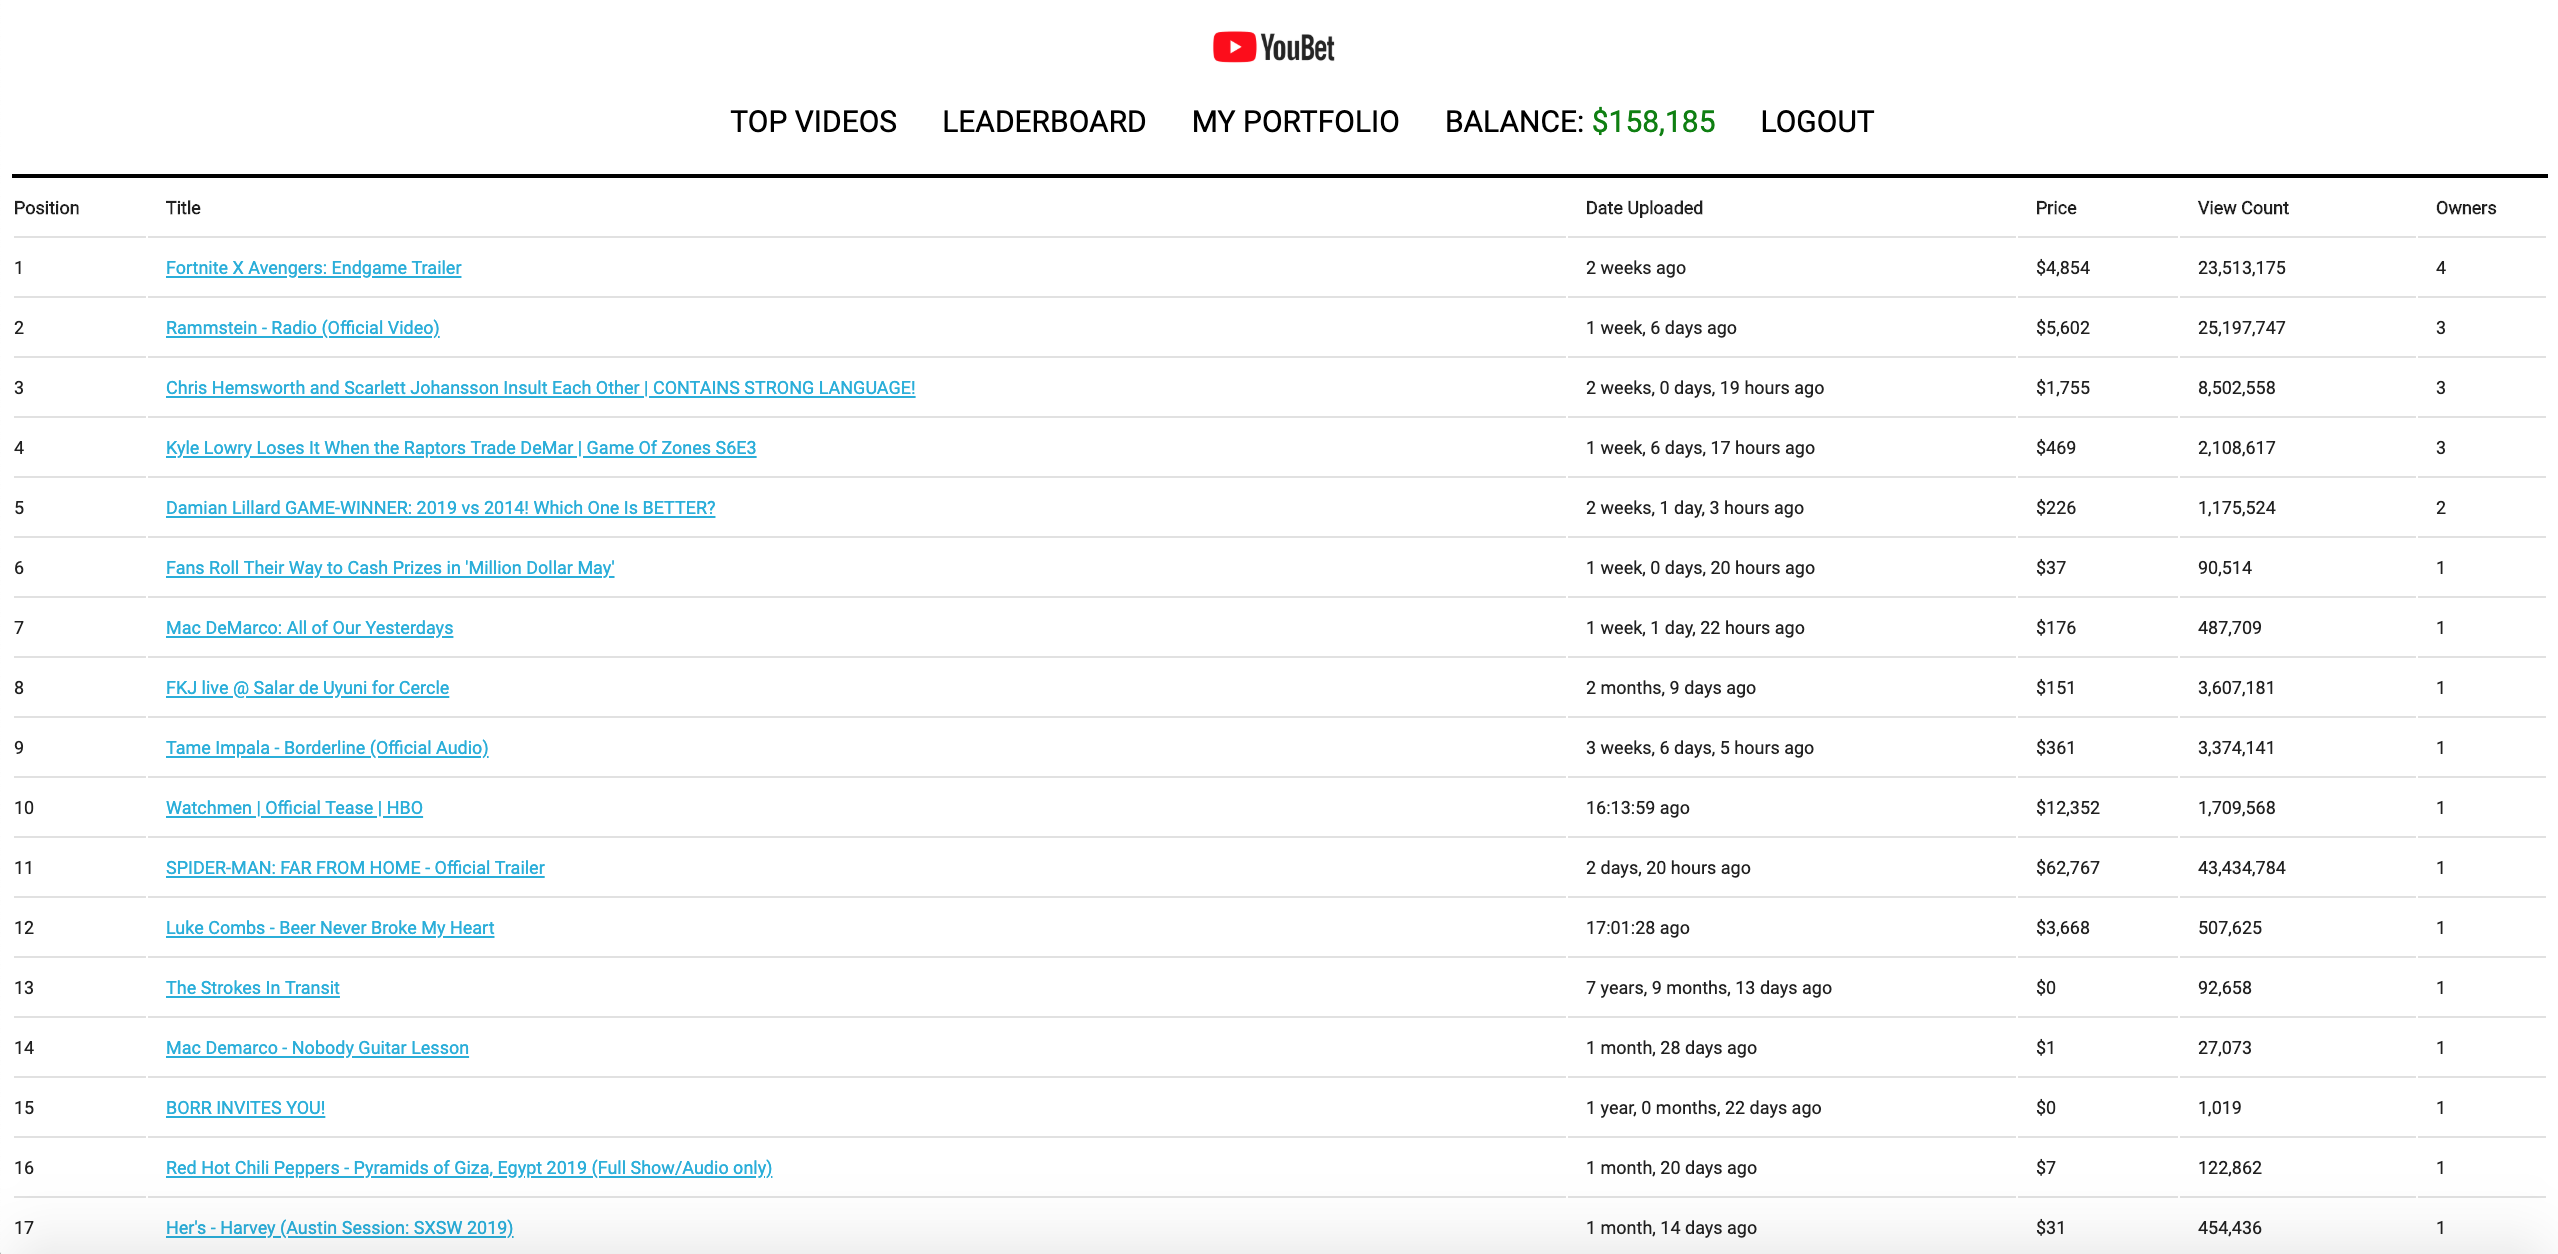 YouBet
TOP VIDEOS LEADERBOARD MY PORTFOLIO BALANCE: $158,185 LOGOUT
Position Title Date Uploaded Price View Count Owners
1 Fortnite X Avengers: Endgame Trailer 2 weeks ago $4,854 23,513,175 4
2 Rammstein - Radio (Official Video) 1 week, 6 days ago $5,602 25,197,747 3
3 Chris Hemsworth and Scarlett Johansson Insult Each Other | CONTAINS STRONG LANGUAGE! 2 weeks, 0 days, 19 hours ago $1,755 8,502,558 3
4 Kyle Lowry Loses It When the Raptors Trade DeMar | Game Of Zones S6E3 1 week, 6 days, 17 hours ago $469 2,108,617 3
5 Damian Lillard GAME-WINNER: 2019 vs 2014! Which One Is BETTER? 2 weeks, 1 day, 3 hours ago $226 1,175,524 2
6 Fans Roll Their Way to Cash Prizes in 'Million Dollar May' 1 week, 0 days, 20 hours ago $37 90,514 1
7 Mac DeMarco: All of Our Yesterdays 1 week, 1 day, 22 hours ago $176 487,709 1
8 FKJ live @ Salar de Uyuni for Cercle 2 months, 9 days ago $151 3,607,181 1
9 Tame Impala - Borderline (Official Audio) 3 weeks, 6 days, 5 hours ago $361 3,374,141 1
10 Watchmen | Official Tease | HBO 16:13:59 ago $12,352 1,709,568 1
11 SPIDER-MAN: FAR FROM HOME - Official Trailer 2 days, 20 hours ago $62,767 43,434,784 1
12 Luke Combs - Beer Never Broke My Heart 17:01:28 ago $3,668 507,625 1
13 The Strokes In Transit 7 years, 9 months, 13 days ago $0 92,658 1
14 Mac Demarco - Nobody Guitar Lesson 1 month, 28 days ago $1 27,073 1
15 BORR INVITES YOU! 1 year, 0 months, 22 days ago $0 1,019 1
16 Red Hot Chili Peppers - Pyramids of Giza, Egypt 2019 (Full Show/Audio only) 1 month, 20 days ago $7 122,862 1
17 Her's - Harvey (Austin Session: SXSW 2019) 1 month, 14 days ago $31 454,436 1